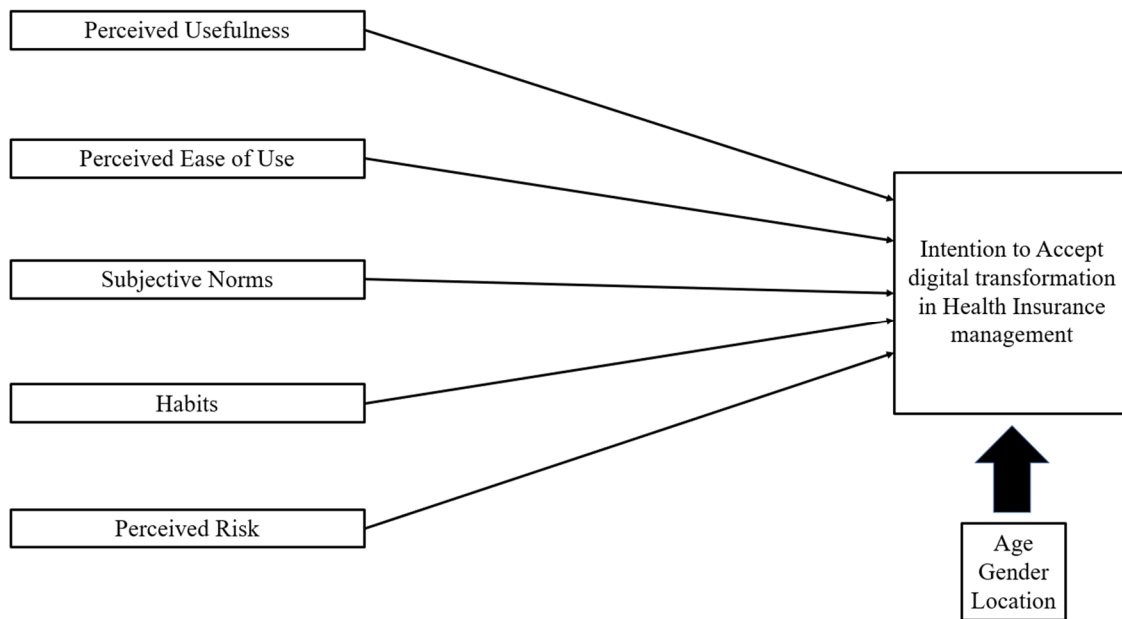 Perceived Usefulness
Perceived Ease of Use
Subjective Norms
Habits
Perceived Risk
Intention to Accept
digital transformation
in Health Insurance
management
Age
Gender
Location